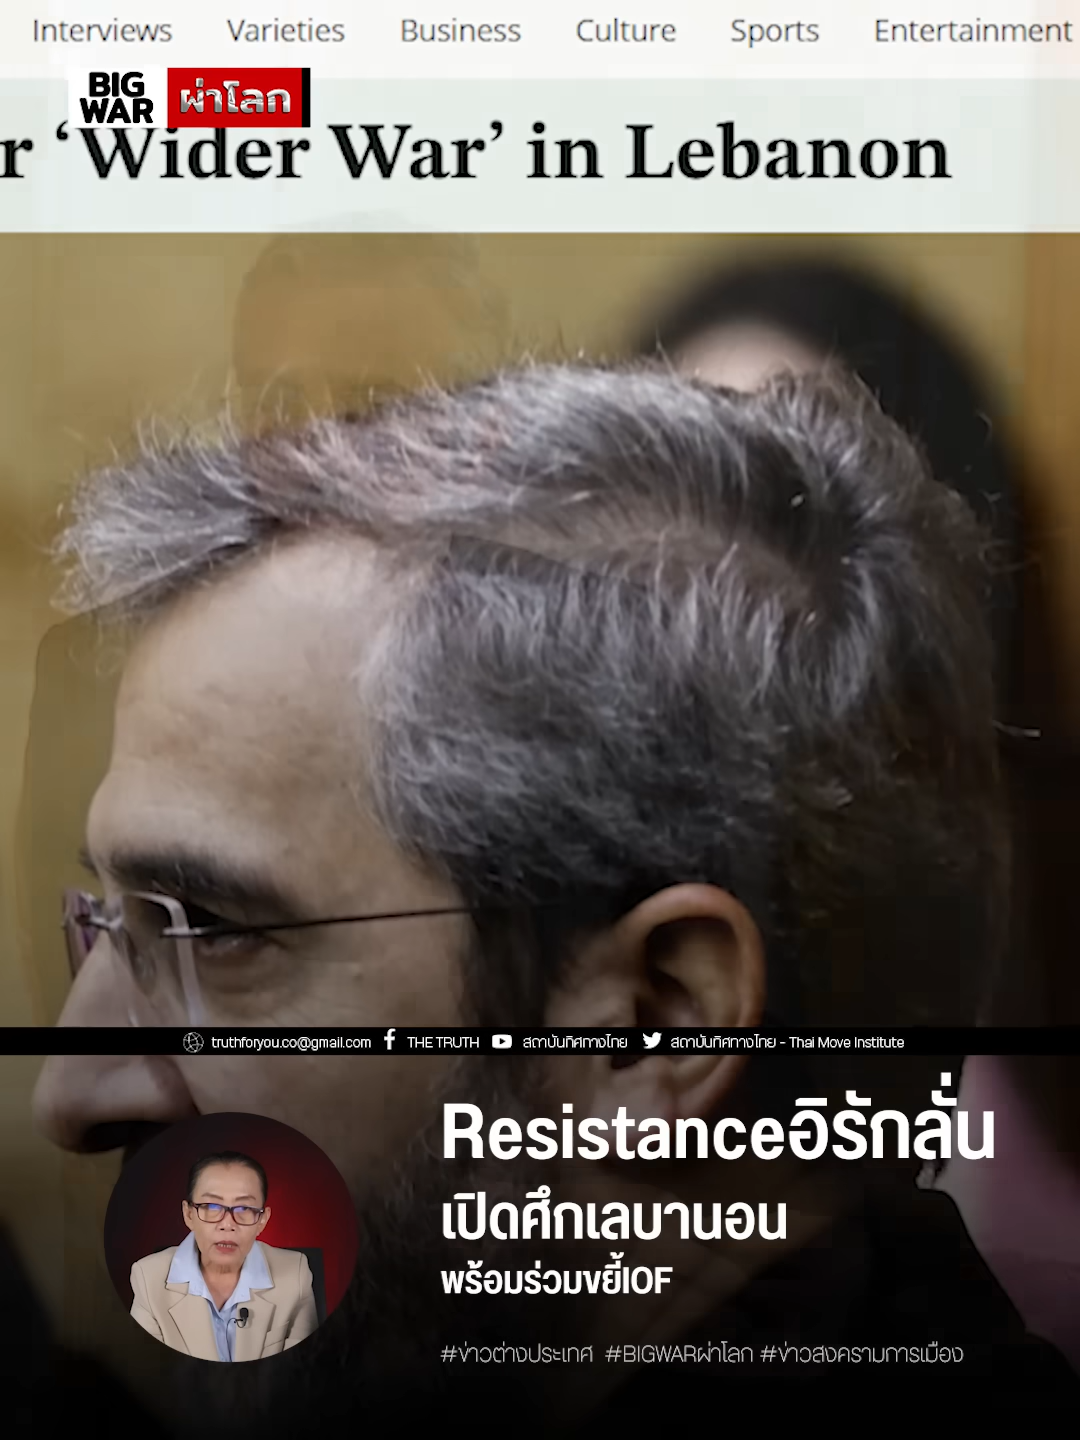 Interviews Varieties Business Culture Sports Entertainment
BIG
WAR
ผ่าโลก
r ‘Wider War’ in Lebanon
truthforyou.co@gmail.com THE TRUTH สถาบันทิศทางไทย สถาบันทิศทางไทย - Thai Move Institute
Resistanceอิรักลั่น
เปิดศึกเลบานอน
พร้อมร่วมขยี้IOF
#ข่าวต่างประเทศ #BIGWARผ่าโลก #ข่าวสงครามการเมือง